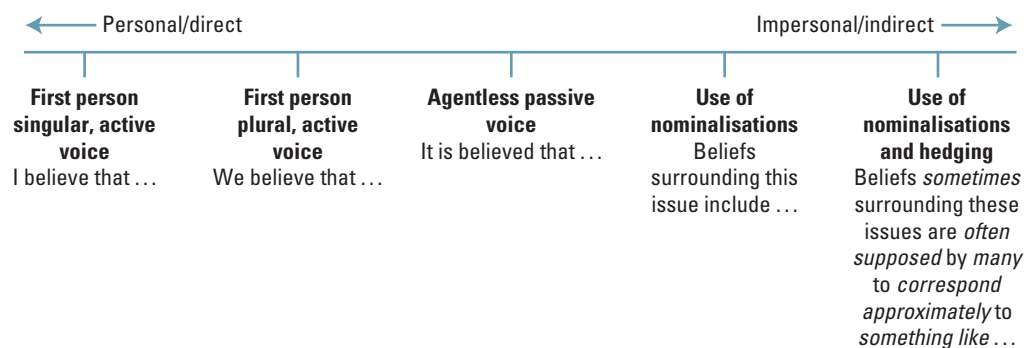 Personal/direct
Impersonal/indirect
First person
singular, active
voice
I believe that . . .
First person
plural, active
voice
We believe that . . .
Agentless passive
voice
It is believed that . . .
Use of
nominalisations
Beliefs
surrounding this
issue include . . .
Use of
nominalisations
and hedging
Beliefs sometimes
surrounding these
issues are often
supposed by many
to correspond
approximately to
something like . . .